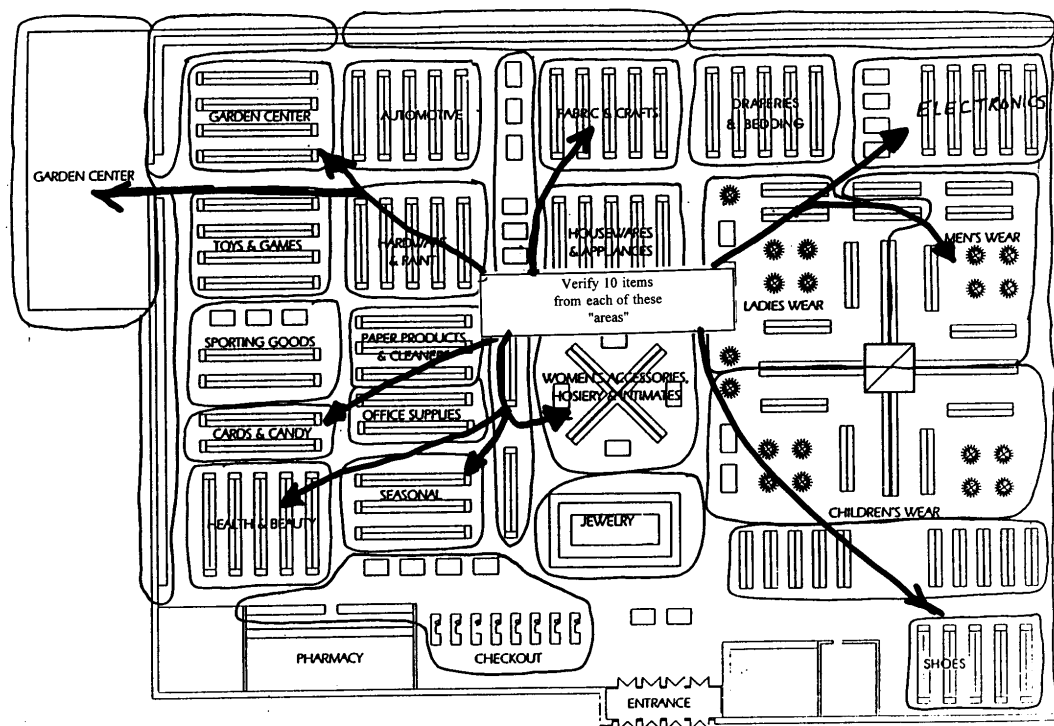 GARDEN CENTER
AUTOMOTIVE
FABRIC & CRAFTS
DRAPERIES
& BEDDING
ELECTRONICS
GARDEN CENTER
TOYS & GAMES
HARDWARE
& PAINT
HOUSEWARES
& APPLIANCES
MEN'S WEAR
LADIES WEAR
Verify 10 items
from each of these
"areas"
SPORTING GOODS
PAPER PRODUCTS
& CLEANERS
WOMEN'S ACCESSORIES,
HOSIERY & INTIMATES
OFFICE SUPPLIES
CARDS & CANDY
SEASONAL
HEALTH & BEAUTY
JEWELRY
CHILDREN'S WEAR
PHARMACY
CHECKOUT
SHOES
ENTRANCE